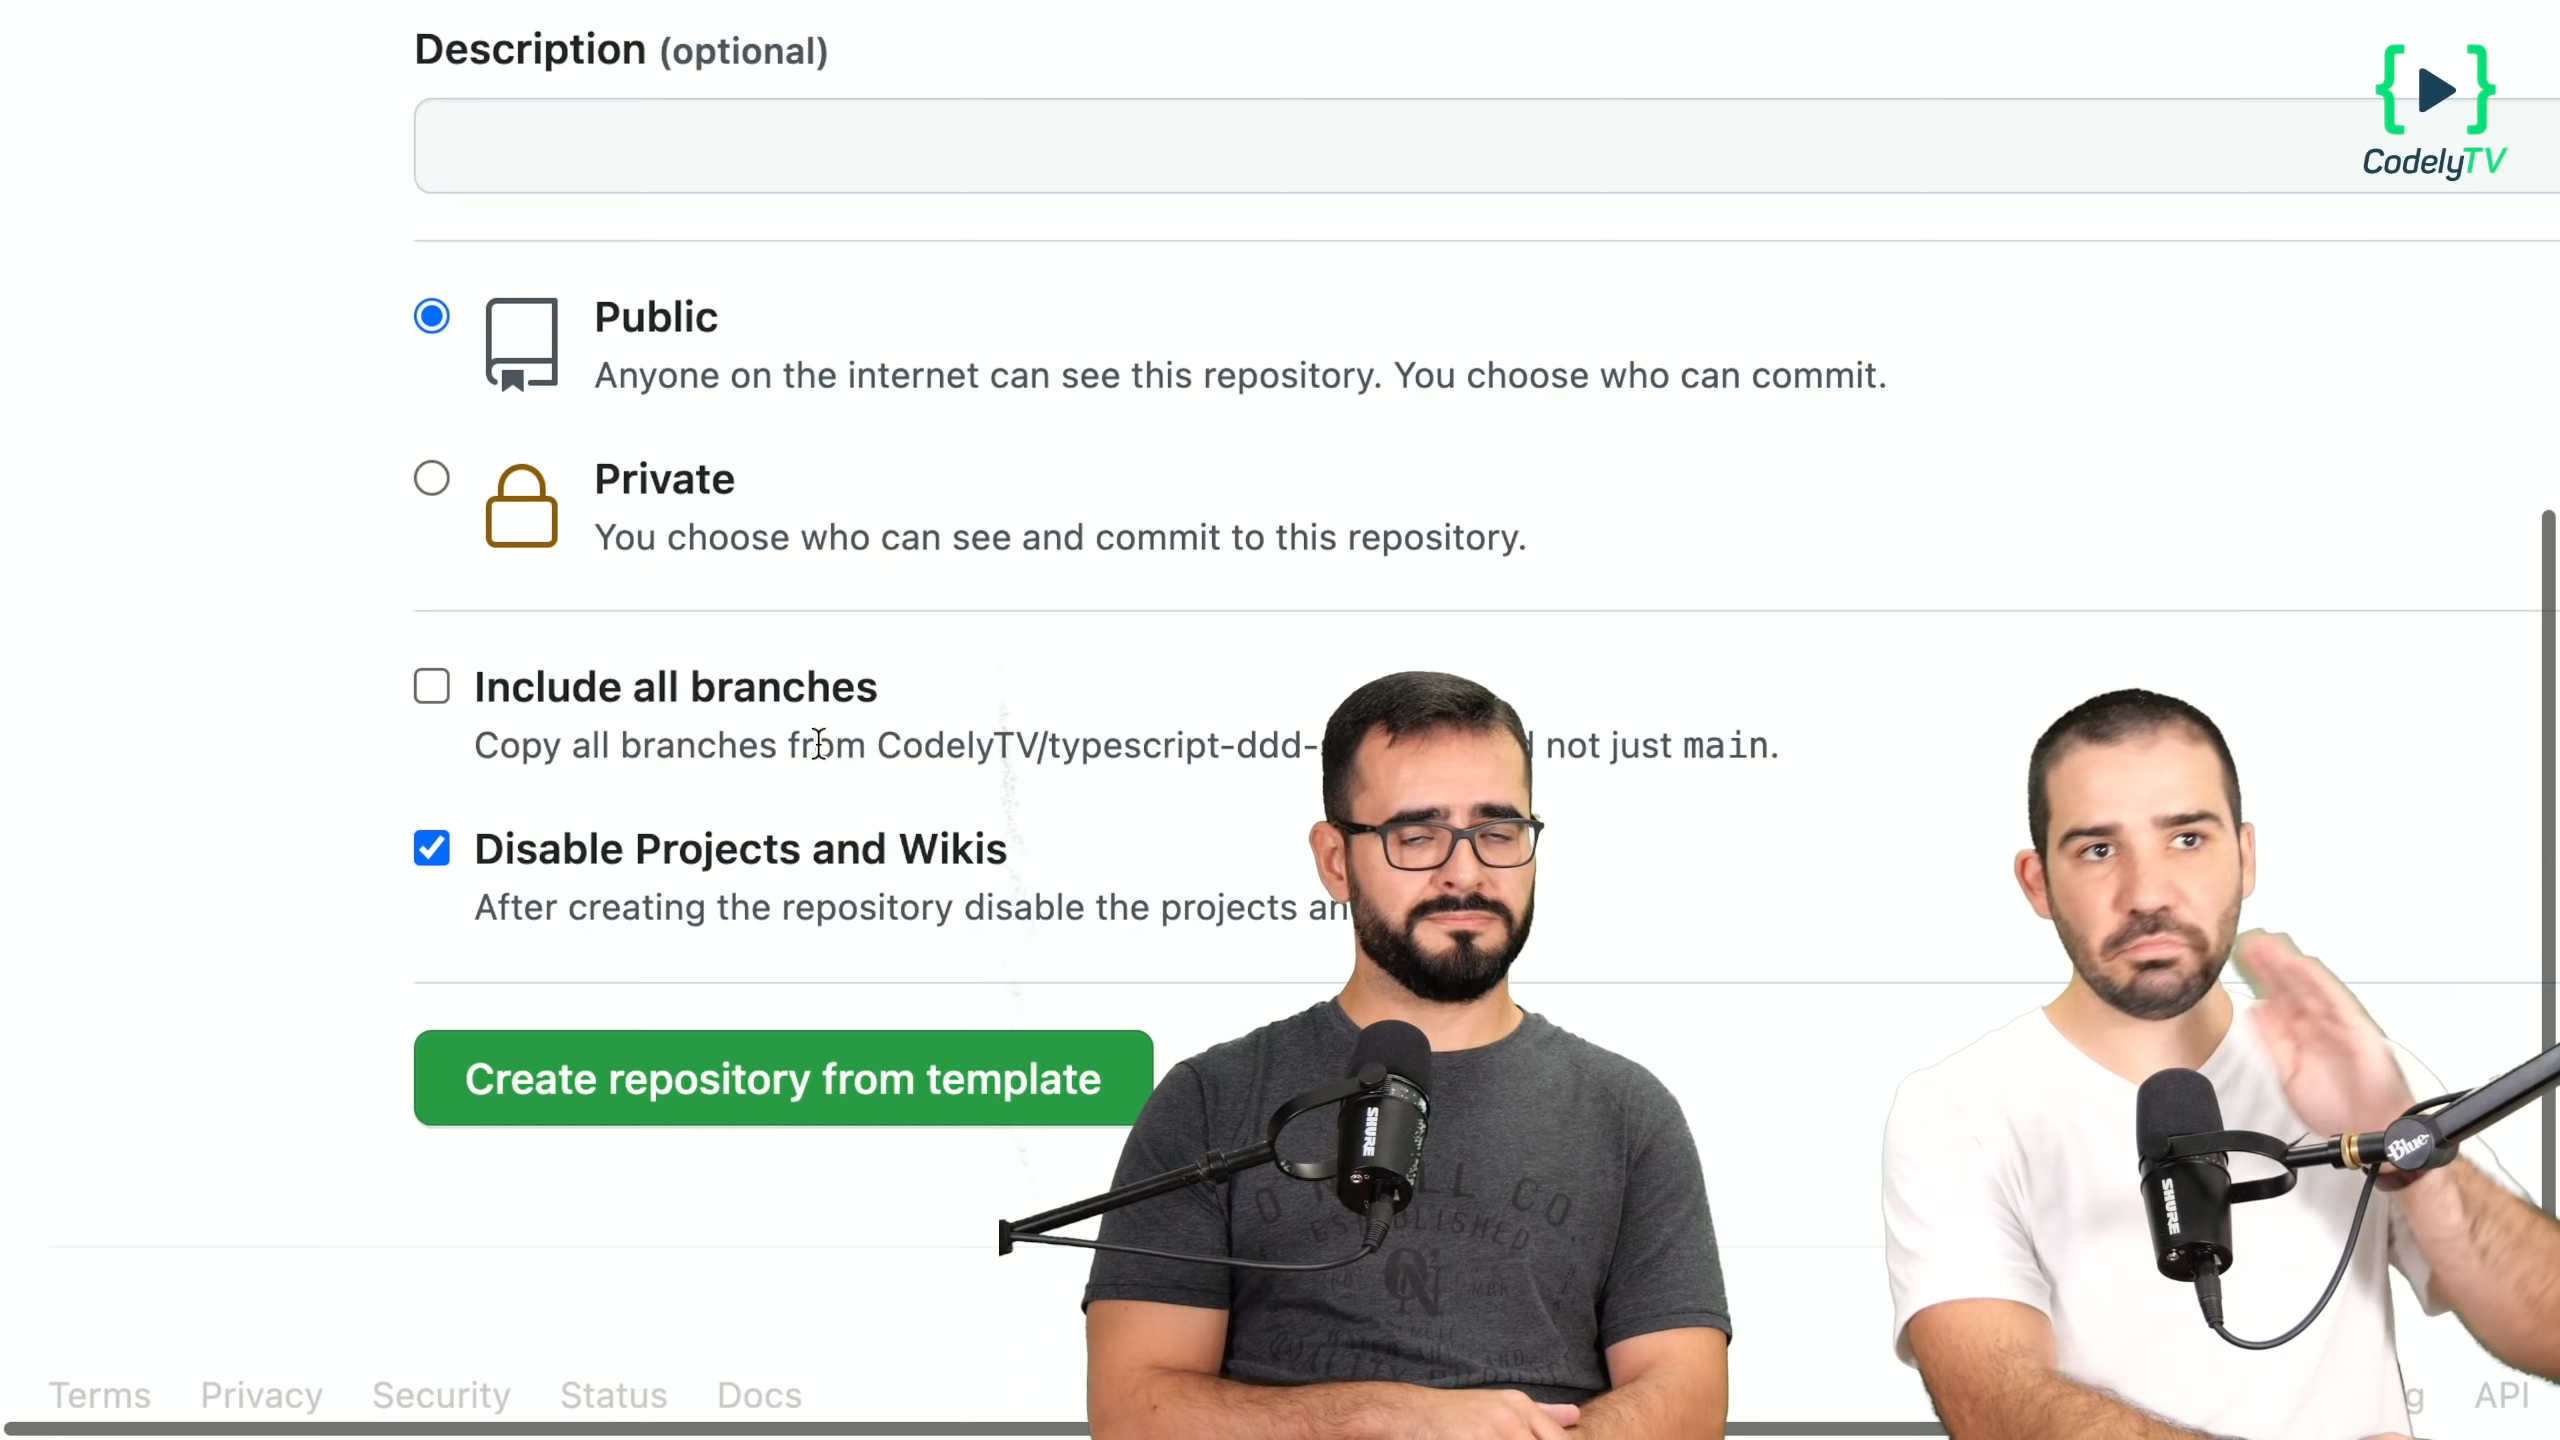 Description (optional)
CodelyTV
Public
Anyone on the internet can see this repository. You choose who can commit.
Private
You choose who can see and commit to this repository.
Include all branches
Copy all branches from CodelyTV/typescript-ddd- not just main.
Disable Projects and Wikis
After creating the repository disable the projects an
Create repository from template
SHURE
Blue
SHURE
CO.
ESTABLISHED
Terms Privacy Security Status Docs API